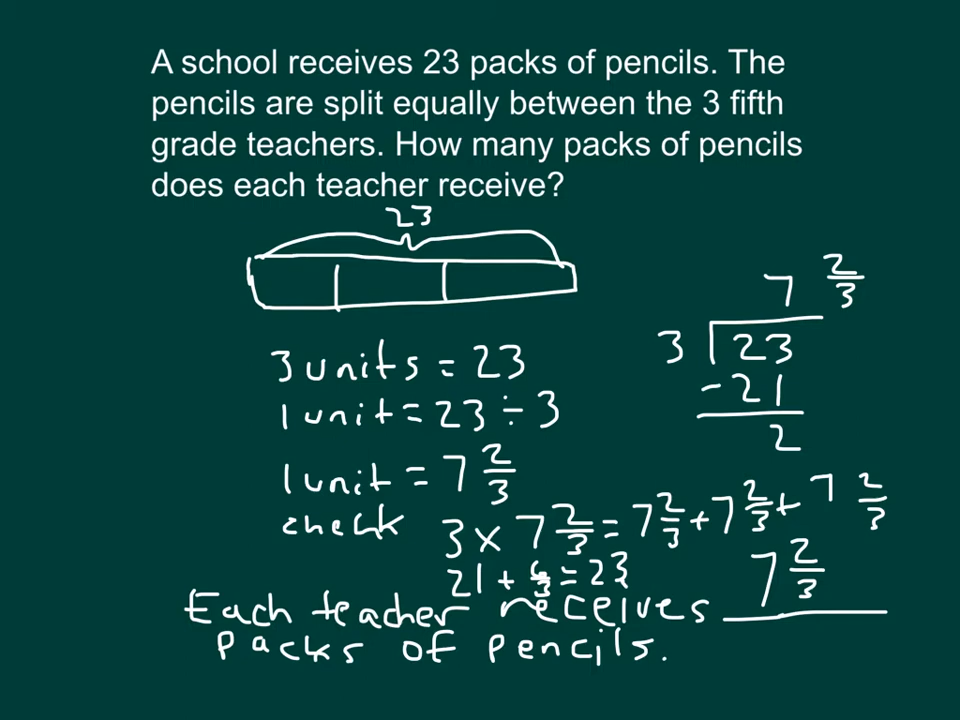 A school receives 23 packs of pencils. The
pencils are split equally between the 3 fifth
grade teachers. How many packs of pencils
does each teacher receive?
23
3 units = 23
1 unit = 23 ÷ 3
1 unit = 7 2/3
check 3 × 7 2/3 = 7 2/3 + 7 2/3 + 7 2/3
21 + 6/3 = 23
7 2/3
3 23
-21
2
Each teacher receives 7 2/3
packs of pencils.